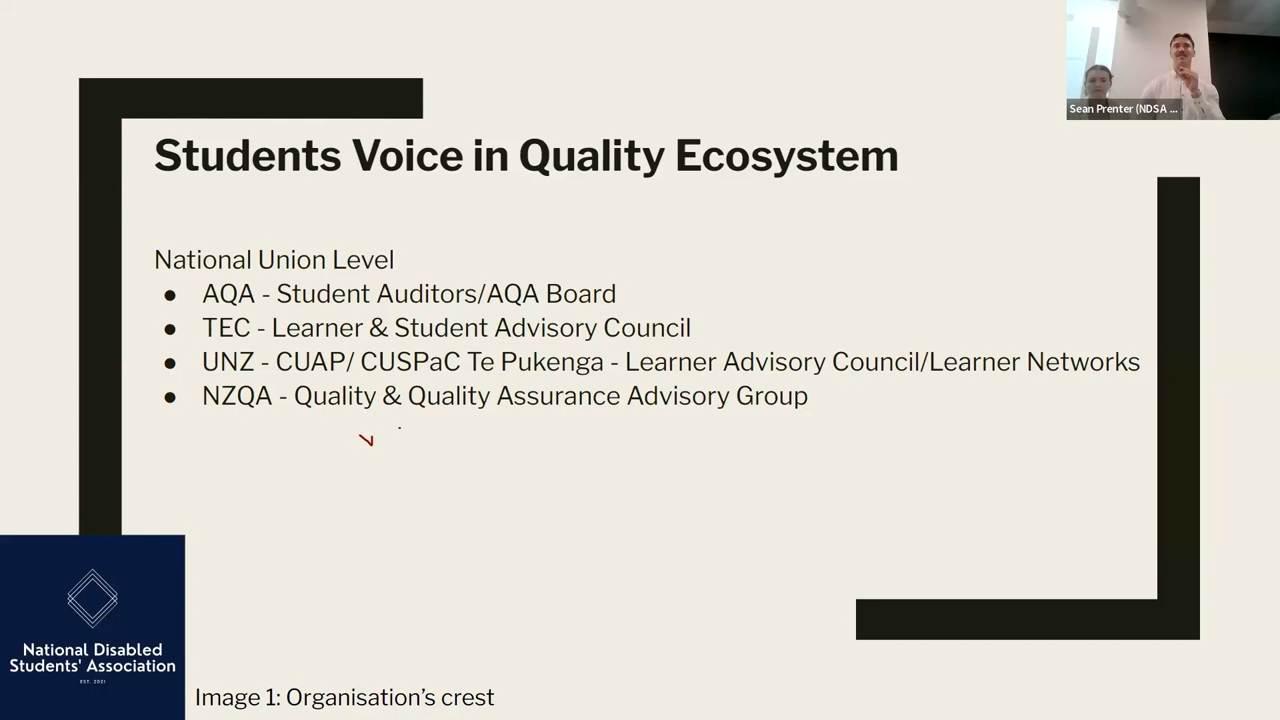 Sean Prenter (NDSA ...
Students Voice in Quality Ecosystem
National Union Level
● AQA - Student Auditors/AQA Board
● TEC - Learner & Student Advisory Council
● UNZ - CUAP/ CUSPaC Te Pukenga - Learner Advisory Council/Learner Networks
● NZQA - Quality & Quality Assurance Advisory Group
National Disabled
Students' Association
EST. 2021
Image 1: Organisation's crest